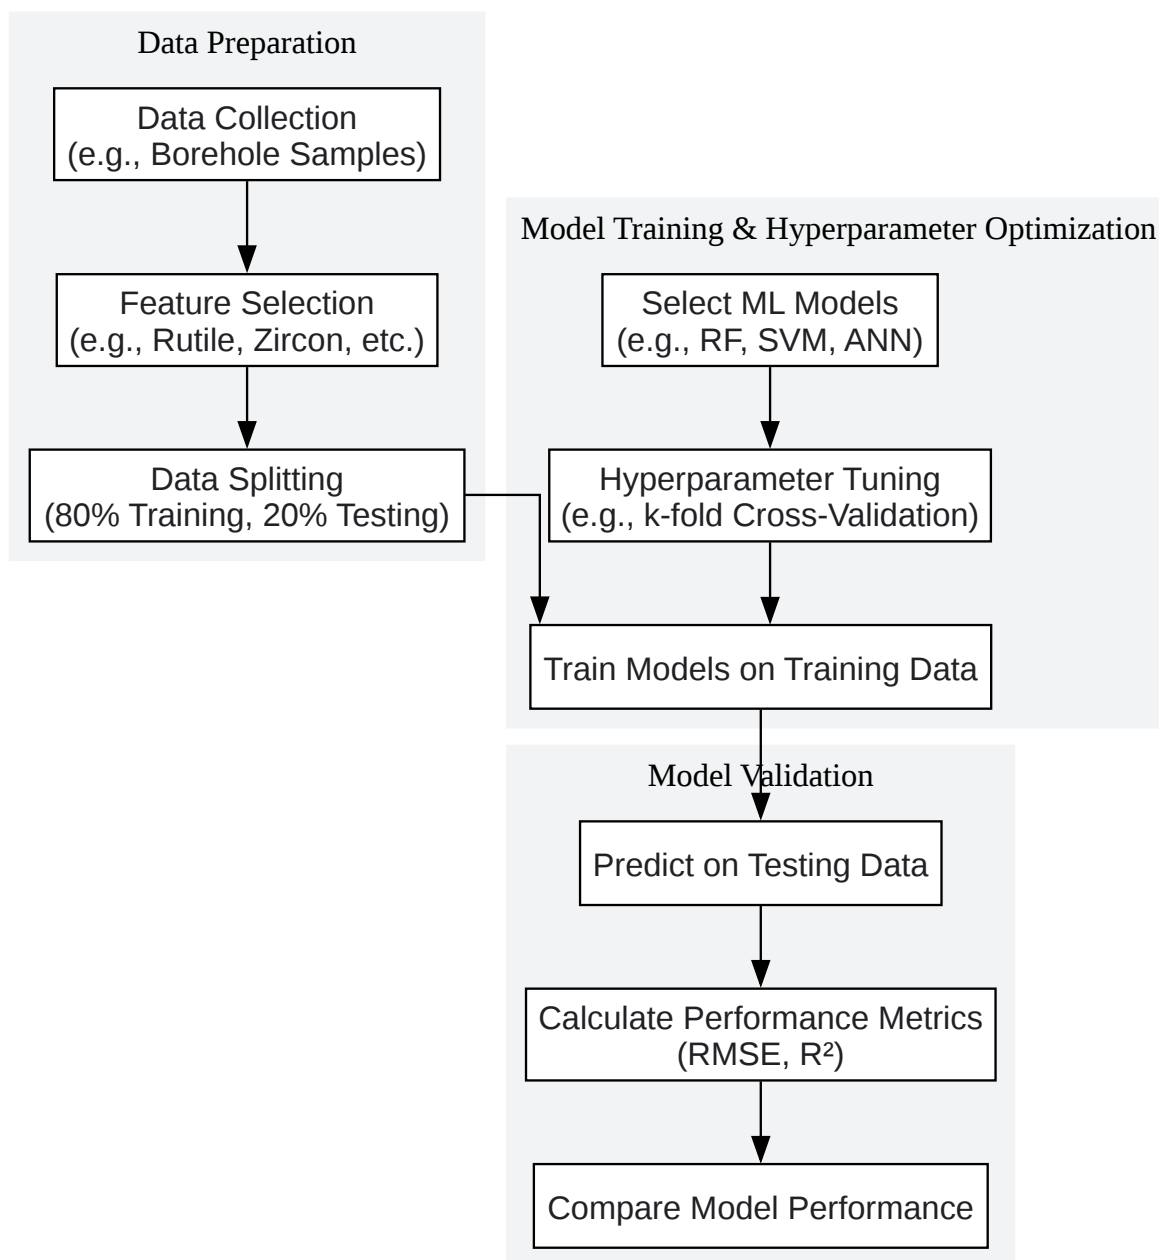 Data Preparation
Data Collection
(e.g., Borehole Samples)
Feature Selection
(e.g., Rutile, Zircon, etc.)
Data Splitting
(80% Training, 20% Testing)
Model Training & Hyperparameter Optimization
Select ML Models
(e.g., RF, SVM, ANN)
Hyperparameter Tuning
(e.g., k-fold Cross-Validation)
Train Models on Training Data
Model Validation
Predict on Testing Data
Calculate Performance Metrics
(RMSE, R²)
Compare Model Performance